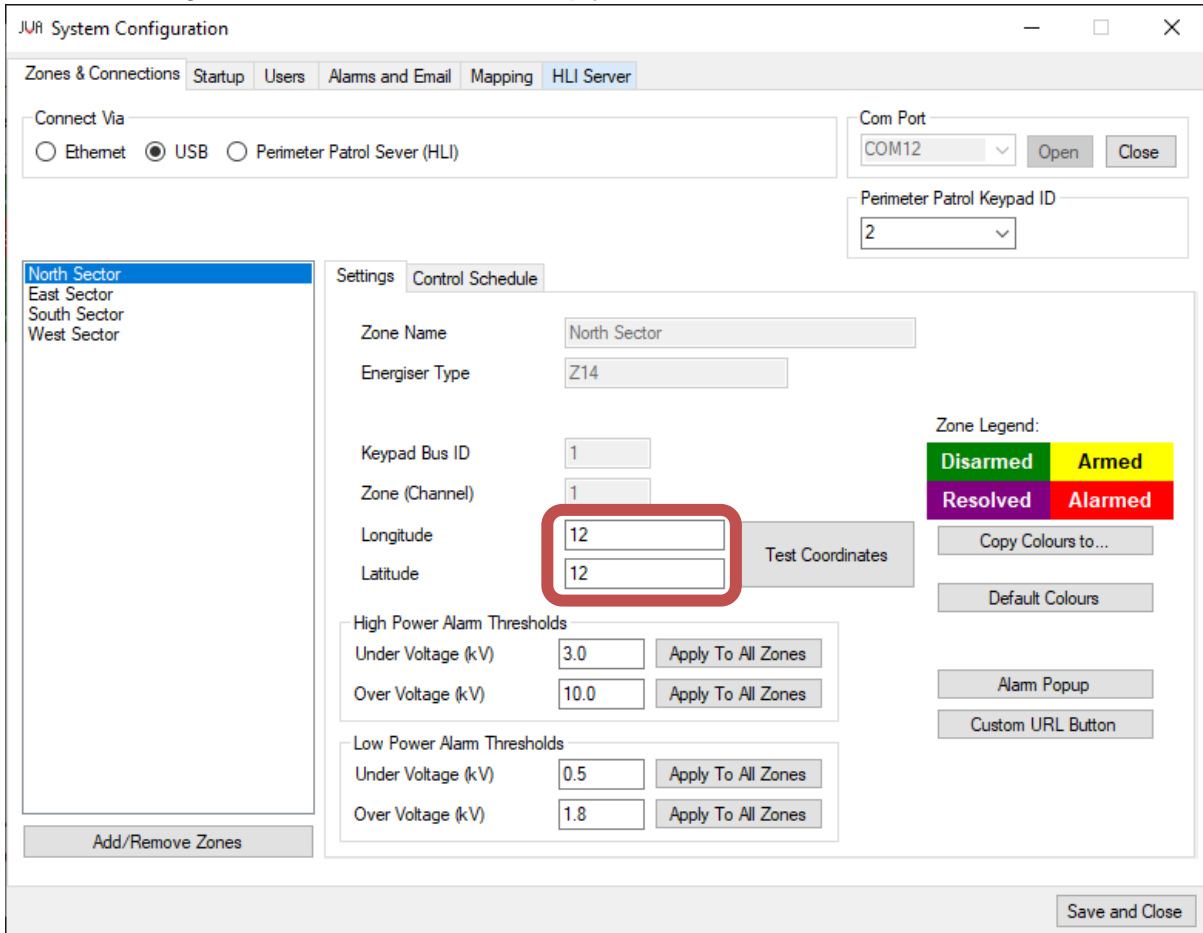 JVA System Configuration
Zones & Connections Startup Users Alarms and Email Mapping HLI Server
Connect Via
Ethernet USB Perimeter Patrol Sever (HLI)
Com Port
COM12 Open Close
Perimeter Patrol Keypad ID
2
North Sector
East Sector
South Sector
West Sector
Add/Remove Zones
Settings Control Schedule
Zone Name North Sector
Energiser Type Z14
Keypad Bus ID 1
Zone (Channel) 1
Longitude 12
Latitude 12
Test Coordinates
High Power Alarm Thresholds
Under Voltage (kV) 3.0 Apply To All Zones
Over Voltage (kV) 10.0 Apply To All Zones
Low Power Alarm Thresholds
Under Voltage (kV) 0.5 Apply To All Zones
Over Voltage (kV) 1.8 Apply To All Zones
Zone Legend:
Disarmed Armed
Resolved Alarmed
Copy Colours to...
Default Colours
Alarm Popup
Custom URL Button
Save and Close